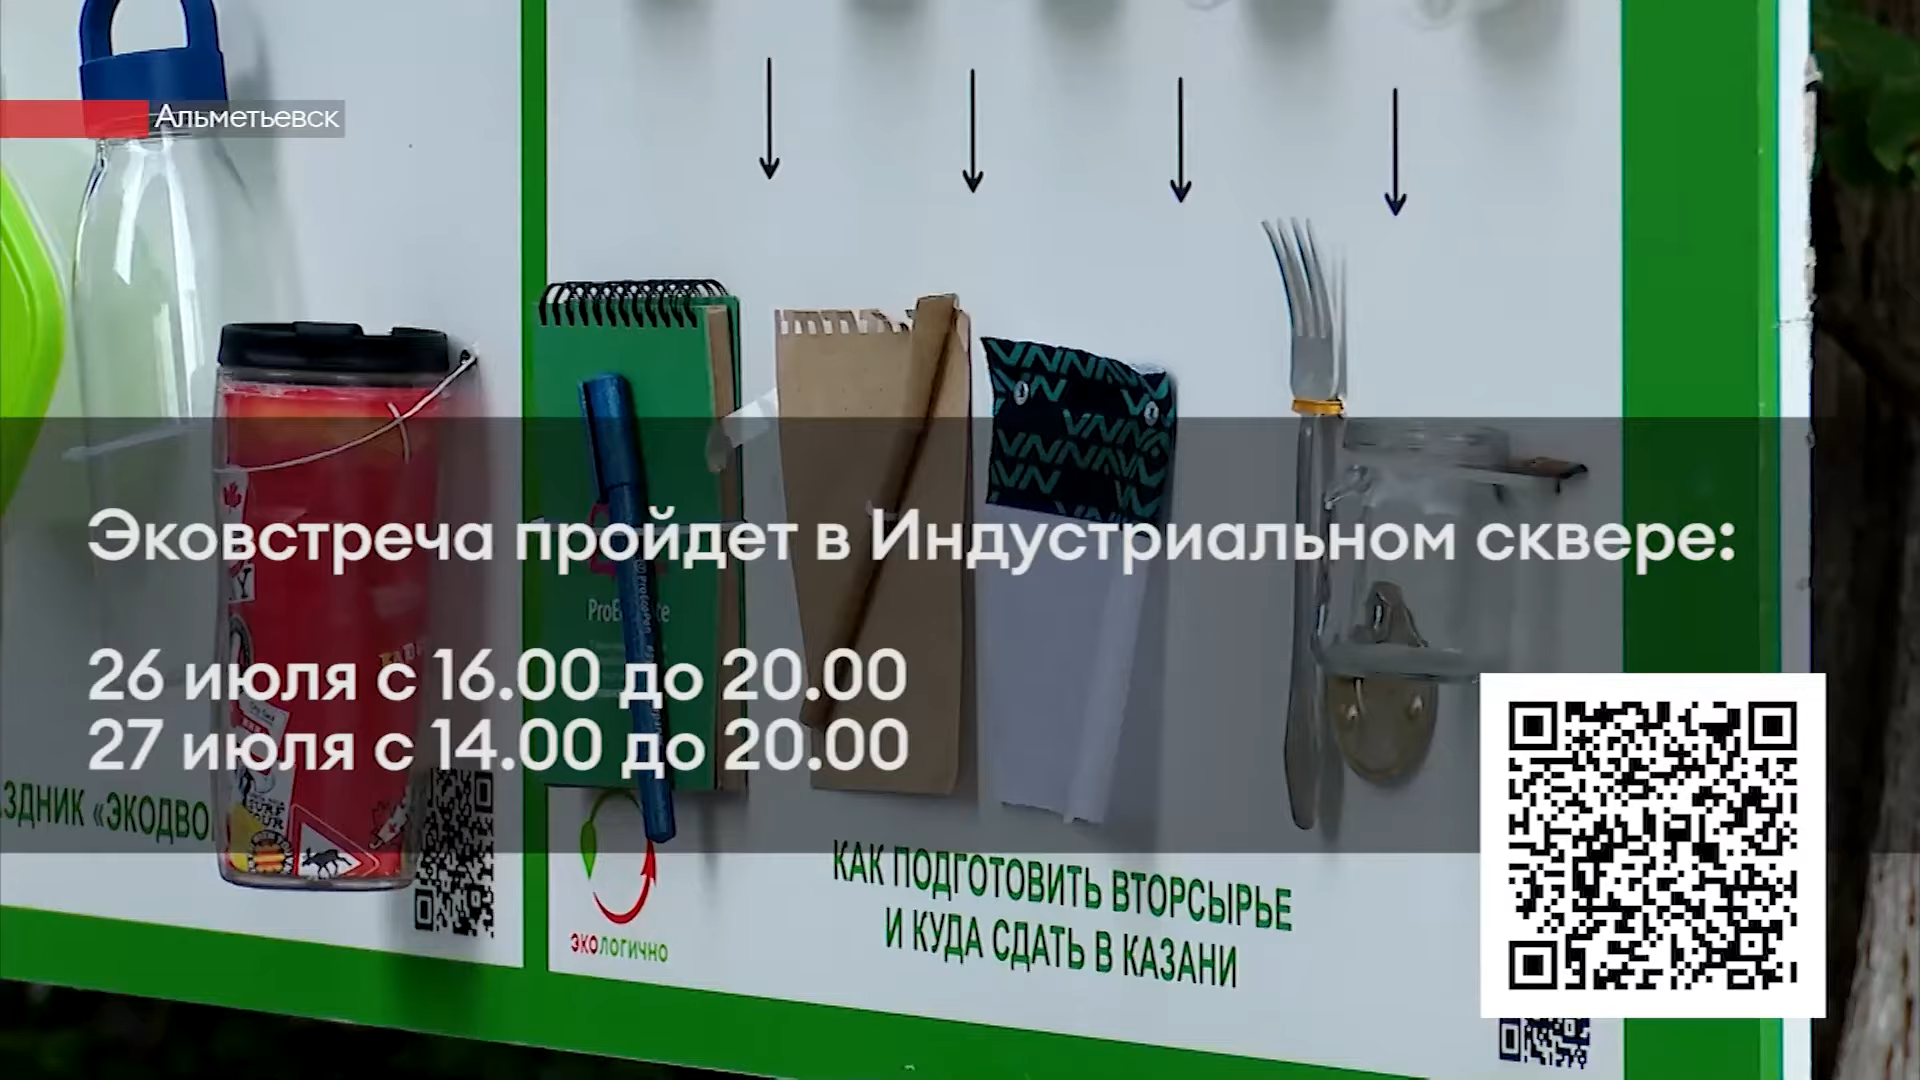 Альметьевск
Эковстреча пройдет в Индустриальном сквере:
26 июля с 16.00 до 20.00
27 июля с 14.00 до 20.00
«ЭКОДВО
экологично
КАК ПОДГОТОВИТЬ ВТОРСЫРЬЕ
И КУДА СДАТЬ В КАЗАНИ